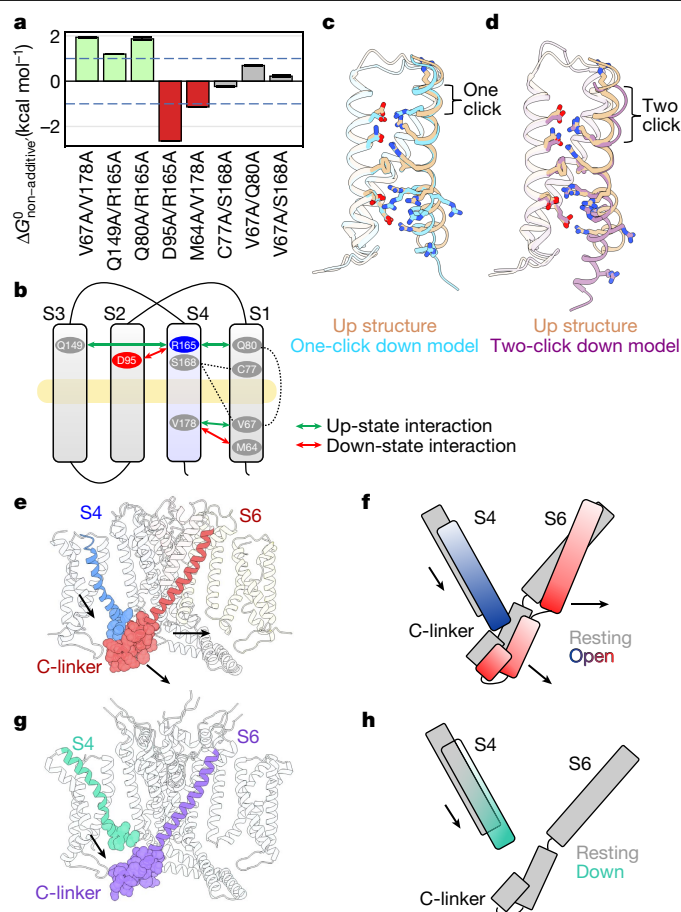 a
2
0
−2
ΔG⁰non-additive, (kcal mol⁻¹)
V67A/V178A
Q149A/R165A
Q80A/R165A
D95A/R165A
M64A/V178A
C77A/S168A
V67A/Q80A
V67A/S168A
b
S3 S2 S4 S1
Q149 R165 Q80
D95 S168 C77
V178 V67
M64
Up-state interaction
Down-state interaction
c
One
click
Up structure
One-click down model
d
Two
click
Up structure
Two-click down model
e
S4 S6
C-linker
f
S4 S6
C-linker
Resting
Open
g
S4 S6
C-linker
h
S4 S6
C-linker
Resting
Down